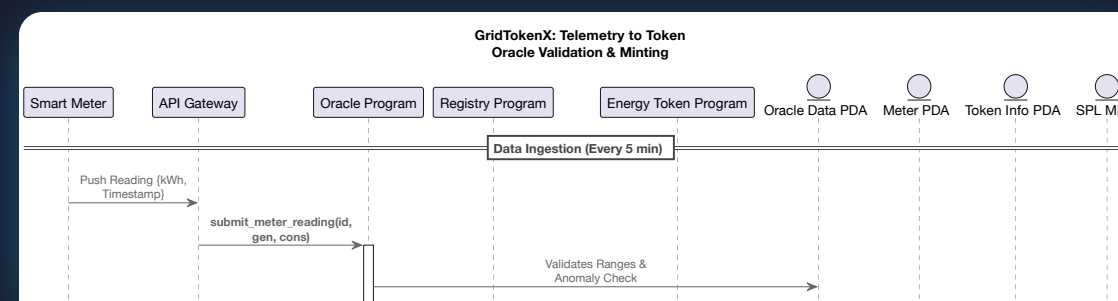 GridTokenX: Telemetry to Token
Oracle Validation & Minting
Smart Meter
API Gateway
Oracle Program
Registry Program
Energy Token Program
Oracle Data PDA
Meter PDA
Token Info PDA
SPL
Data Ingestion (Every 5 min)
Push Reading {kWh,
Timestamp}
submit_meter_reading(id,
gen, cons)
Validates Ranges &
Anomaly Check